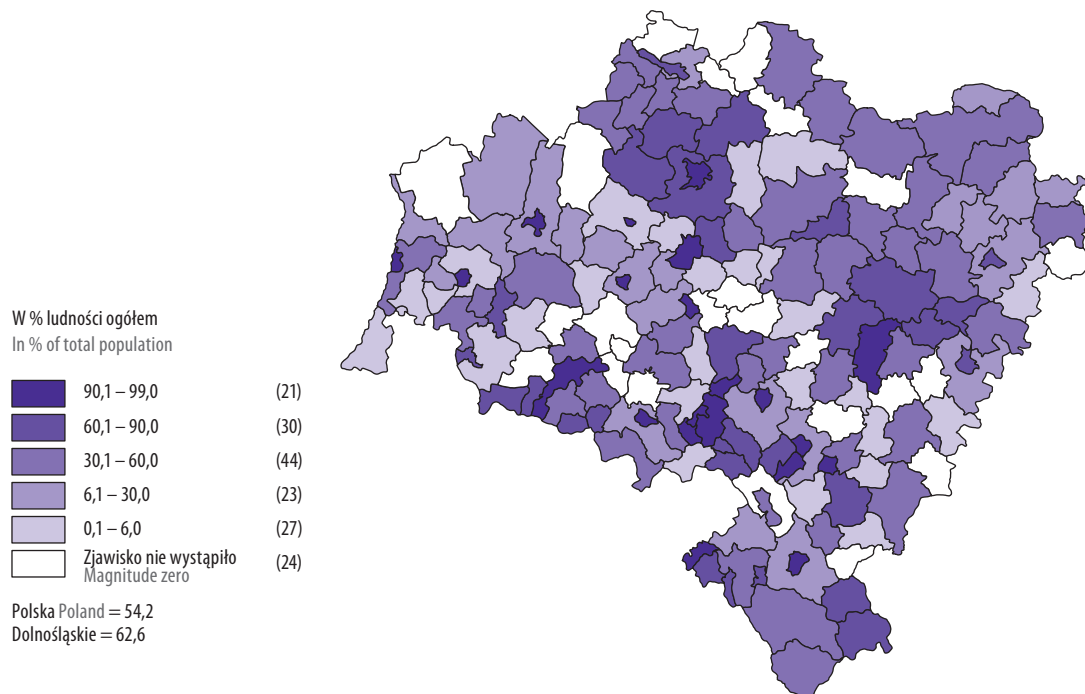 W % ludności ogółem
In % of total population
90,1 – 99,0 (21)
60,1 – 90,0 (30)
30,1 – 60,0 (44)
6,1 – 30,0 (23)
0,1 – 6,0 (27)
Zjawisko nie wystąpiło (24)
Magnitude zero
Polska Poland = 54,2
Dolnośląskie = 62,6